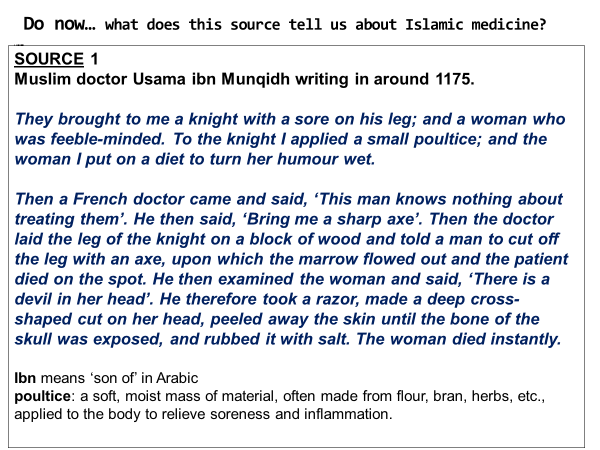 Do now… what does this source tell us about Islamic medicine?
SOURCE 1
Muslim doctor Usama ibn Munqidh writing in around 1175.
They brought to me a knight with a sore on his leg; and a woman who
was feeble-minded. To the knight I applied a small poultice; and the
woman I put on a diet to turn her humour wet.
Then a French doctor came and said, ‘This man knows nothing about
treating them’. He then said, ‘Bring me a sharp axe’. Then the doctor
laid the leg of the knight on a block of wood and told a man to cut off
the leg with an axe, upon which the marrow flowed out and the patient
died on the spot. He then examined the woman and said, ‘There is a
devil in her head’. He therefore took a razor, made a deep cross-
shaped cut on her head, peeled away the skin until the bone of the
skull was exposed, and rubbed it with salt. The woman died instantly.
Ibn means ‘son of’ in Arabic
poultice: a soft, moist mass of material, often made from flour, bran, herbs, etc.,
applied to the body to relieve soreness and inflammation.